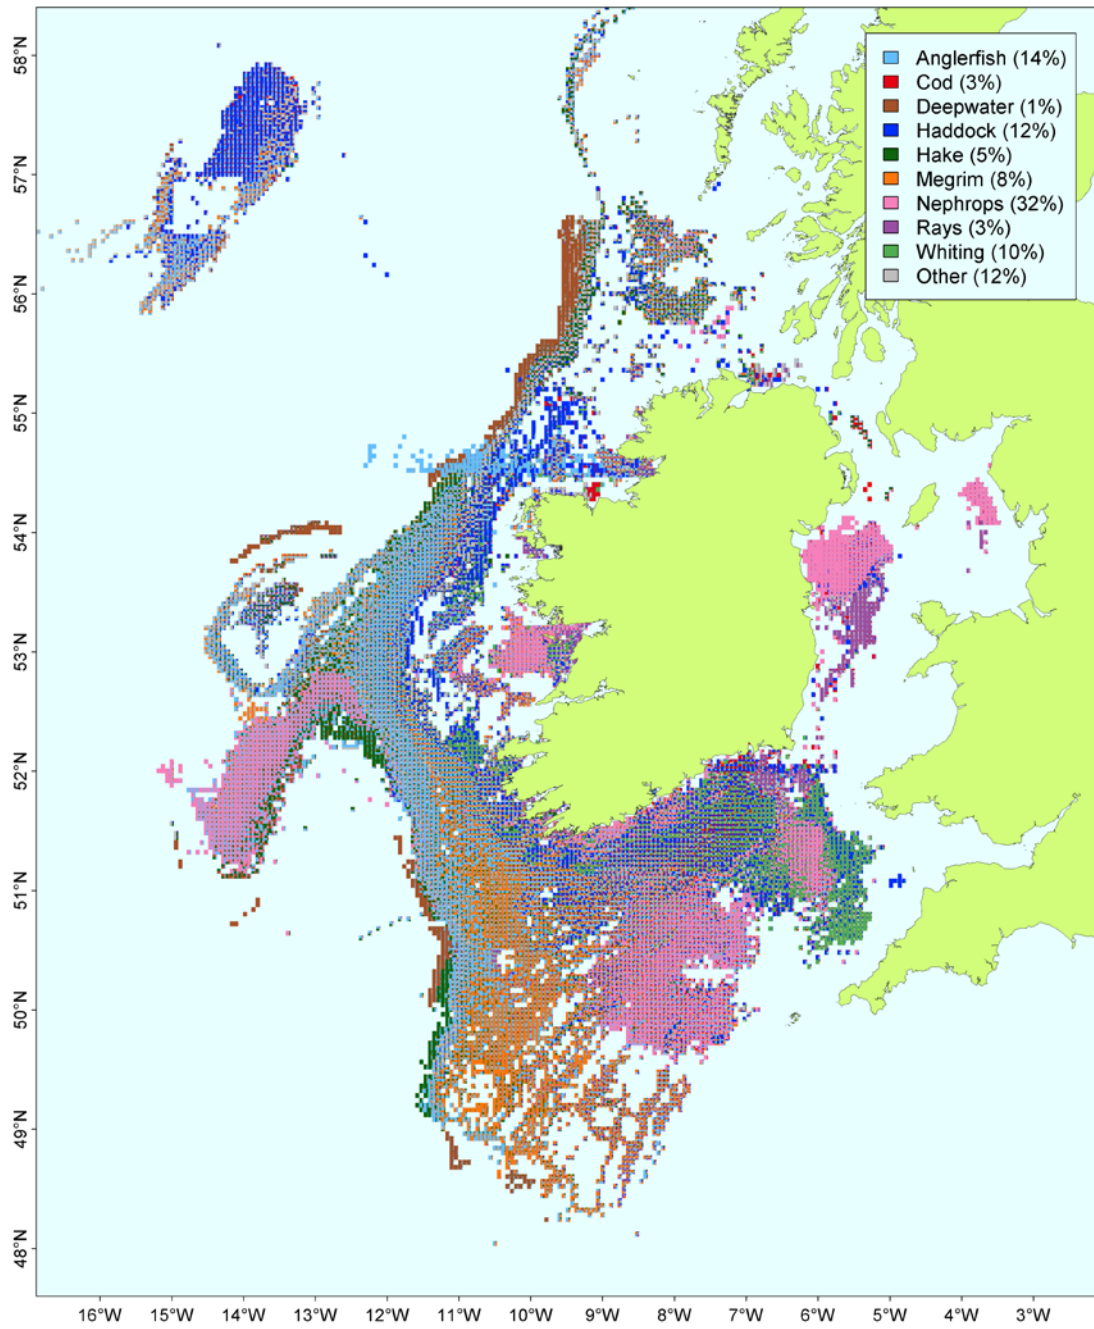 Anglerfish (14%)
Cod (3%)
Deepwater (1%)
Haddock (12%)
Hake (5%)
Megrim (8%)
Nephrops (32%)
Rays (3%)
Whiting (10%)
Other (12%)
58°N
57°N
56°N
55°N
54°N
53°N
52°N
51°N
50°N
49°N
48°N
16°W 15°W 14°W 13°W 12°W 11°W 10°W 9°W 8°W 7°W 6°W 5°W 4°W 3°W